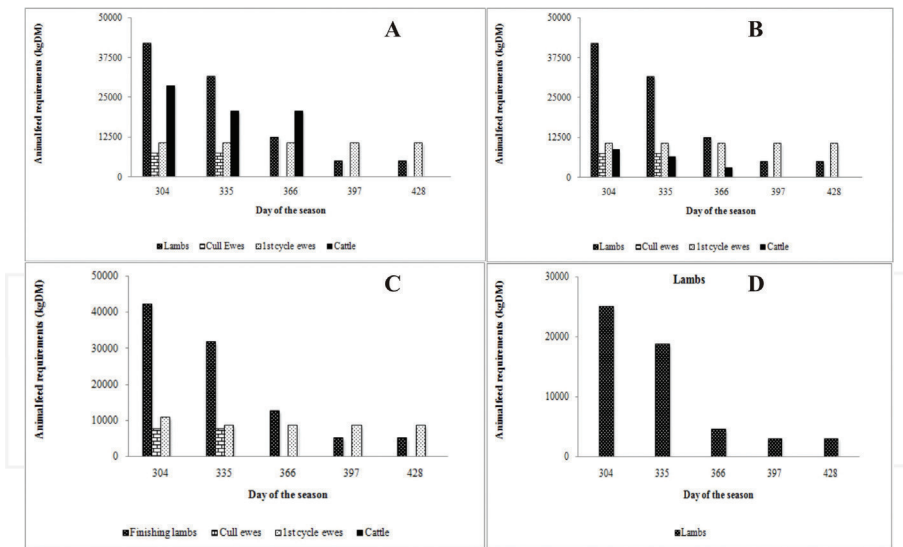 A
Animal feed requirements (kgDM)
50000
37500
25000
12500
0
304 335 366 397 428
Day of the season
Lambs Cull Ewes 1st cycle ewes Cattle
B
Animal feed requirements (kgDM)
50000
37500
25000
12500
0
304 335 366 397 428
Day of the season
Lambs Cull ewes 1st cycle ewes Cattle
C
Animal feed requirements (kgDM)
50000
40000
30000
20000
10000
0
304 335 366 397 428
Day of the season
Finishing lambs Cull ewes 1st cycle ewes Cattle
Lambs D
Animal feed requirements (kgDM)
30000
20000
10000
0
304 335 366 397 428
Day of the season
Lambs